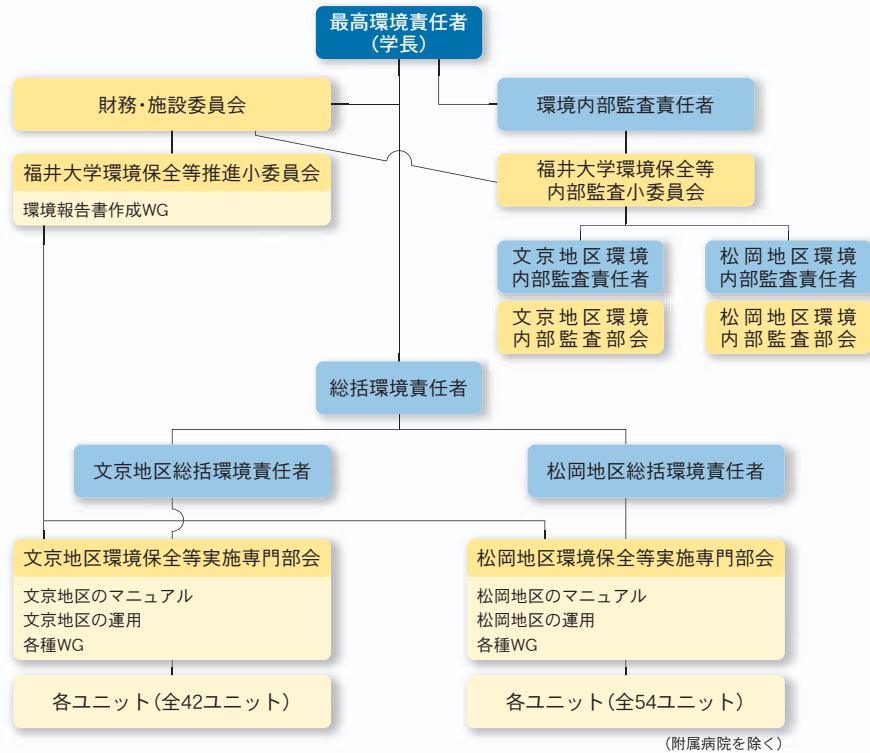 最高環境責任者
(学長)
財務・施設委員会
環境内部監査責任者
福井大学環境保全等推進小委員会
環境報告書作成WG
福井大学環境保全等
内部監査小委員会
文京地区環境
内部監査責任者
松岡地区環境
内部監査責任者
文京地区環境
内部監査部会
松岡地区環境
内部監査部会
総括環境責任者
文京地区総括環境責任者
松岡地区総括環境責任者
文京地区環境保全等実施専門部会
文京地区のマニュアル
文京地区の運用
各種WG
松岡地区環境保全等実施専門部会
松岡地区のマニュアル
松岡地区の運用
各種WG
各ユニット(全42ユニット)
各ユニット(全54ユニット)
(附属病院を除く)